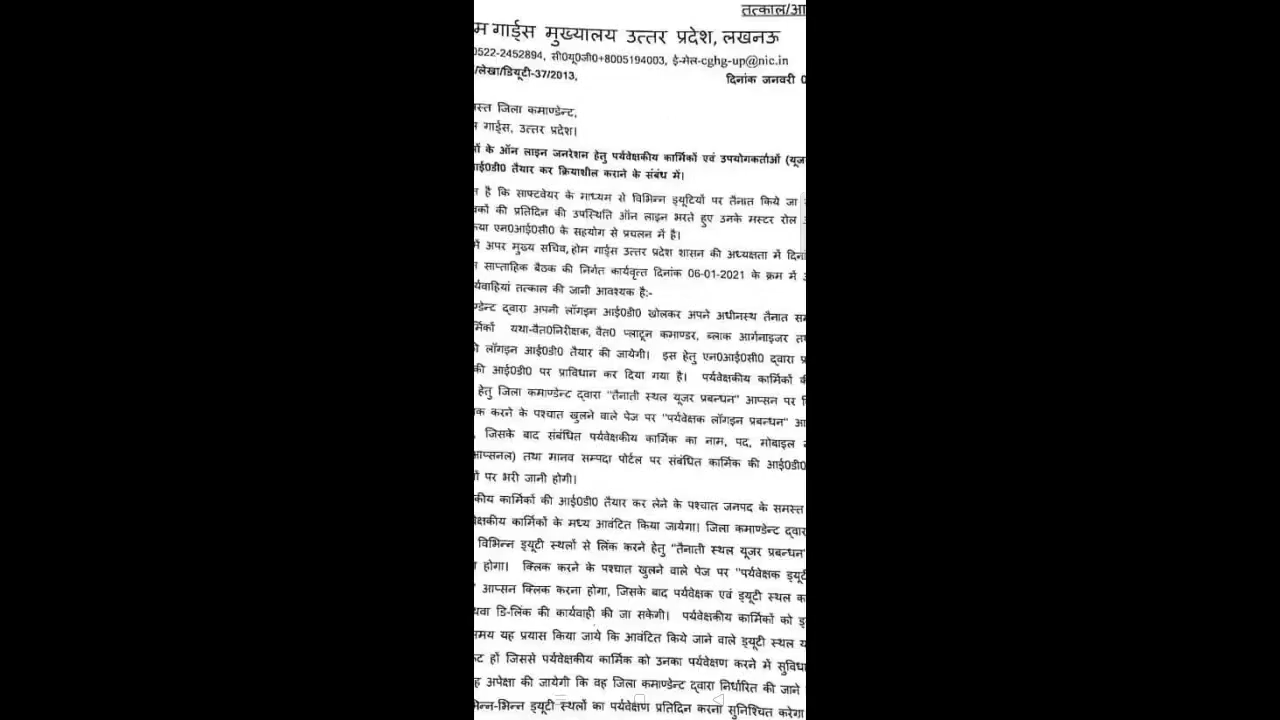 तत्काल/आ
म गार्ड्स मुख्यालय उत्तर प्रदेश, लखनऊ
0522-2452894, सी0यू0जी0+8005194003, ई-मेल-cghg-up@nic.in
/लेखा/डियूटी-37/2013,
दिनांक जनवरी 0
स्त जिला कमाण्डेन्ट,
म गार्ड्स, उत्तर प्रदेश।
ों के ऑन लाइन जनरेशन हेतु पर्यवेक्षकीय कार्मिकों एवं उपयोगकर्ताओं (यूज
आई0डी0 तैयार कर क्रियाशील कराने के संबंध में।
न है कि साफ्टवेयर के माध्यम से विभिन्न ड्यूटियों पर तैनात किये जा
वकों की प्रतिदिन की उपस्थिति ऑन लाइन भरते हुए उनके मस्टर रोल
क्या एन0आई0सी0 के सहयोग से प्रचलन में है।
में अपर मुख्य सचिव, होम गार्ड्स उत्तर प्रदेश शासन की अध्यक्षता में दिनां
साप्ताहिक बैठक की निर्गत कार्यवृत्त दिनांक 06-01-2021 के क्रम में
र्यवाहियां तत्काल की जानी आवश्यक है:-
ण्डेन्ट द्वारा अपनी लॉगइन आई0डी0 खोलकर अपने अधीनस्थ तैनात सम
र्मिकों यथा-वैत0निरीक्षक, वैत0 प्लाटून कमाण्डर, ब्लाक आर्गनाइजर त
ी लॉगइन आई0डी0 तैयार की जायेगी। इस हेतु एन0आई0सी0 द्वारा प्र
की आई0डी0 पर प्राविधान कर दिया गया है। पर्यवेक्षकीय कार्मिकों की
हेतु जिला कमाण्डेन्ट द्वारा "तैनाती स्थल यूजर प्रबन्धन" आप्सन पर
क करने के पश्चात खुलने वाले पेज पर "पर्यवेक्षक लॉगइन प्रबन्धन" आ
, जिसके बाद संबंधित पर्यवेक्षकीय कार्मिक का नाम, पद, मोबाइल
आप्सनल) तथा मानव सम्पदा पोर्टल पर संबंधित कार्मिक की आई0डी0
ों पर भरी जानी होगी।
कीय कार्मिकों की आई0डी0 तैयार कर लेने के पश्चात जनपद के समस्त
वेक्षकीय कार्मिकों के मध्य आवंटित किया जायेगा। जिला कमाण्डेन्ट द्वार
विभिन्न ड्यूटी स्थलों से लिंक करने हेतु "तैनाती स्थल यूजर प्रबन्धन"
ा होगा। क्लिक करने के पश्चात खुलने वाले पेज पर "पर्यवेक्षक ड्यूटी
" आप्सन क्लिक करना होगा, जिसके बाद पर्यवेक्षक एवं ड्यूटी स्थल क
थवा डि-लिंक की कार्यवाही की जा सकेगी। पर्यवेक्षकीय कार्मिकों को ड्
समय यह प्रयास किया जाये कि आवंटित किये जाने वाले ड्यूटी स्थल य
कट हों जिससे पर्यवेक्षकीय कार्मिक को उनका पर्यवेक्षण करने में सुविधा
ह अपेक्षा की जायेगी कि वह जिला कमाण्डेन्ट द्वारा निर्धारित की जाने
भिन्न-भिन्न ड्यूटी स्थलों का पर्यवेक्षण प्रतिदिन करना सुनिश्चित करेगा